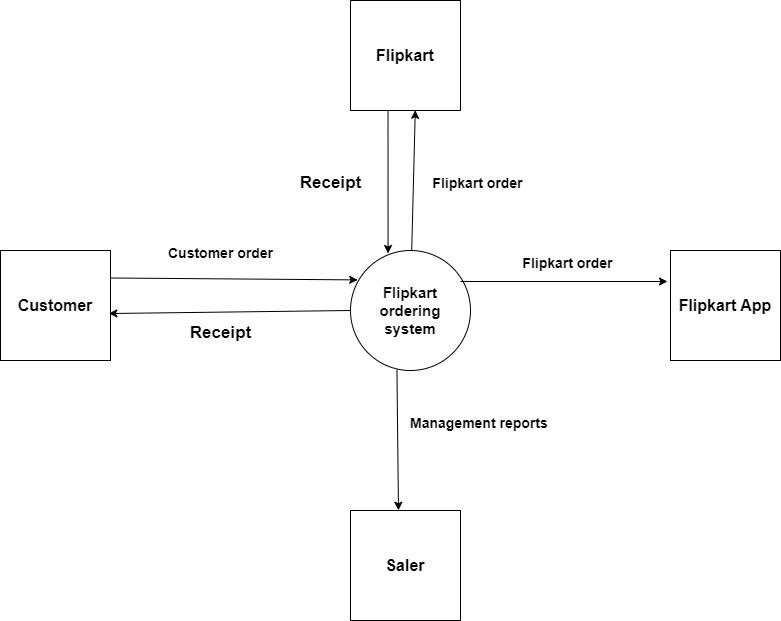 Flipkart
Receipt
Flipkart order
Customer order
Flipkart order
Customer
Flipkart
ordering
system
Flipkart App
Receipt
Management reports
Saler